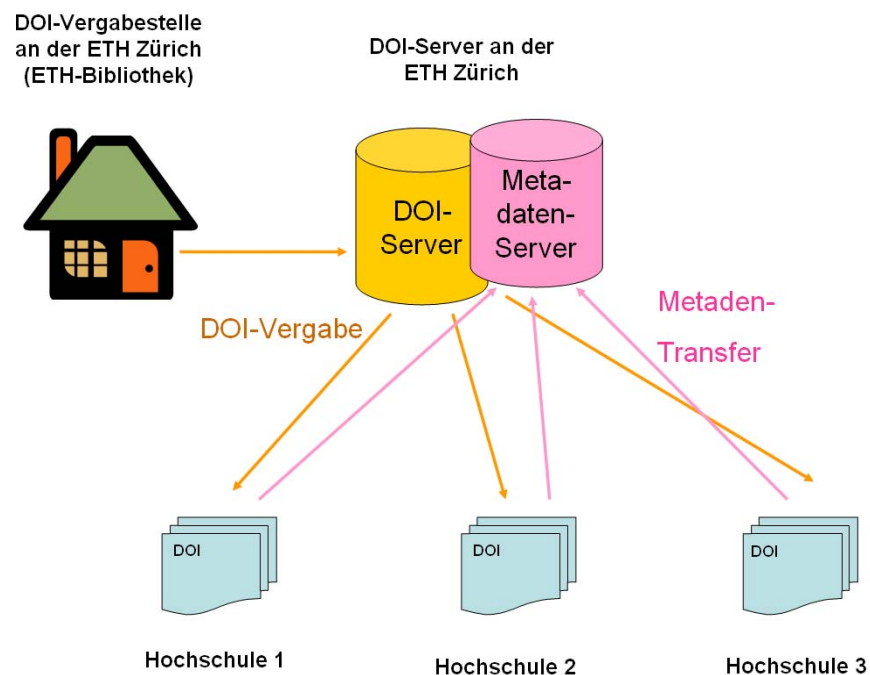 DOI-Vergabestelle
an der ETH Zürich
(ETH-Bibliothek)
DOI-Server an der
ETH Zürich
DOI-
Server
Meta-
daten-
Server
DOI-Vergabe
Metaden-
Transfer
DOI
DOI
DOI
Hochschule 1
Hochschule 2
Hochschule 3